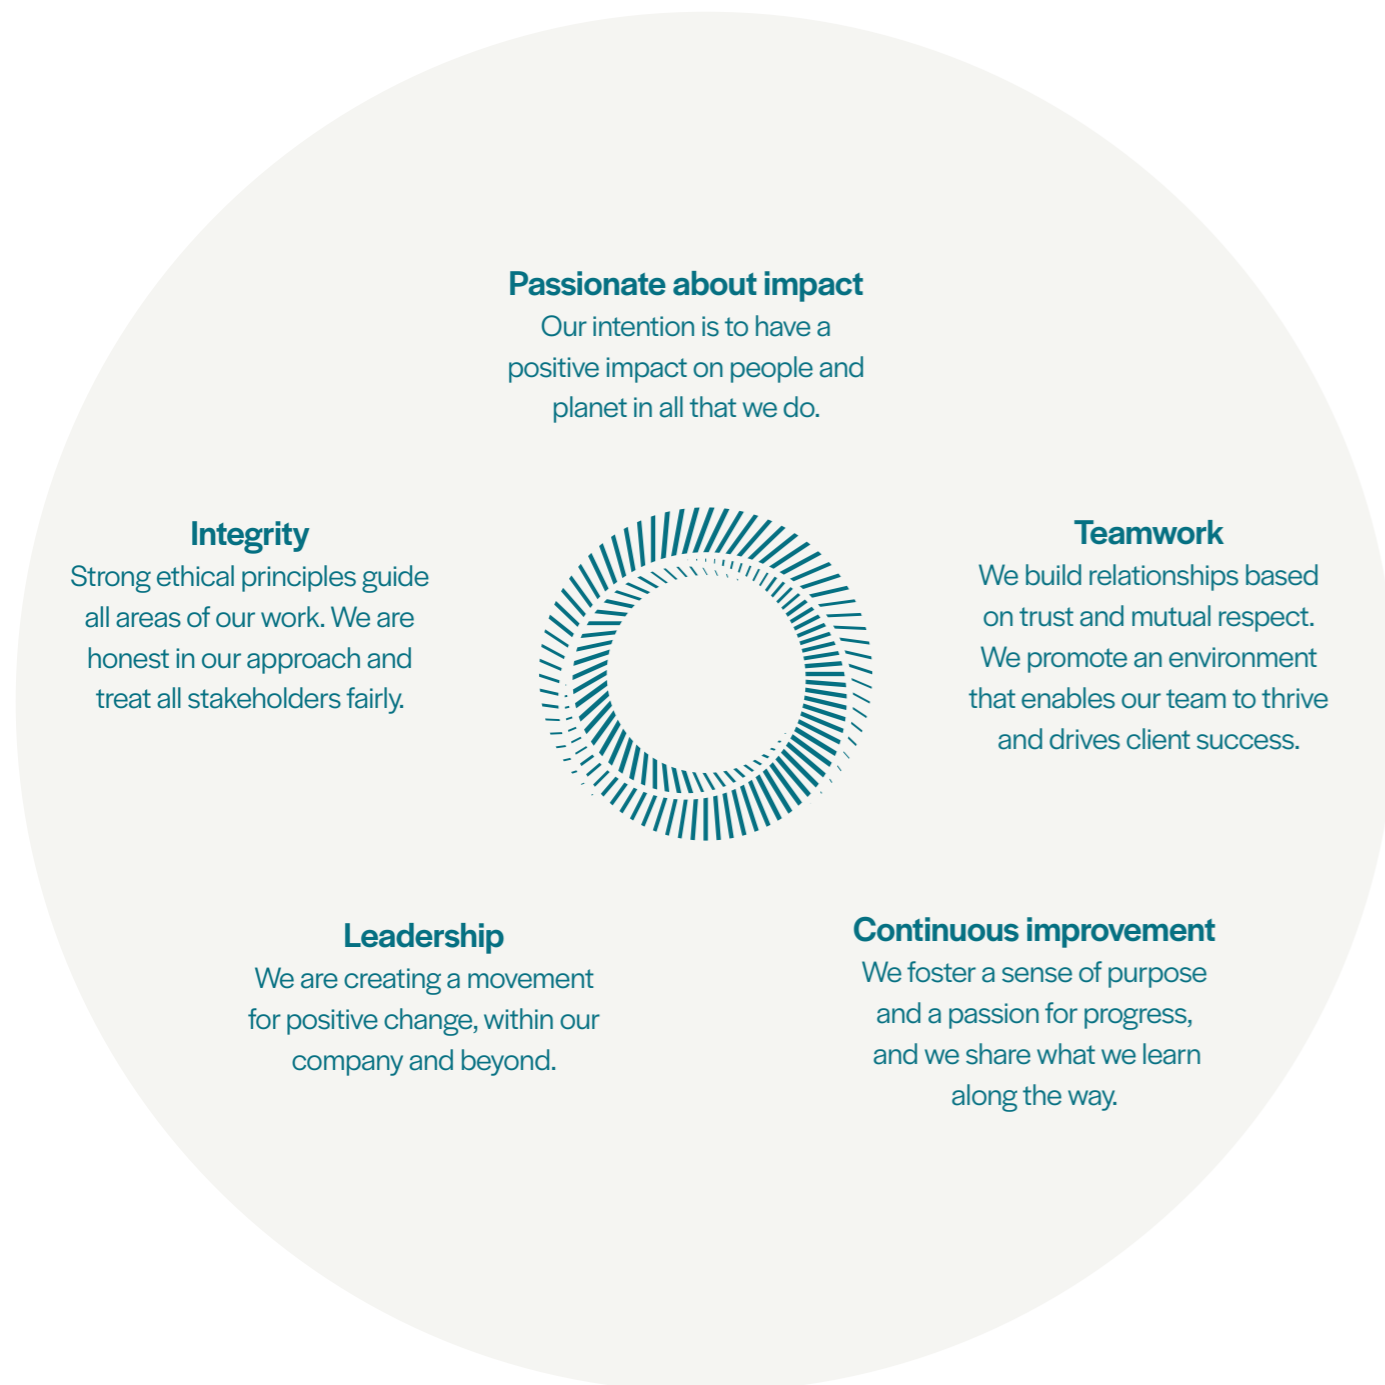 Passionate about impact
Our intention is to have a
positive impact on people and
planet in all that we do.
Integrity
Strong ethical principles guide
all areas of our work. We are
honest in our approach and
treat all stakeholders fairly.
Teamwork
We build relationships based
on trust and mutual respect.
We promote an environment
that enables our team to thrive
and drives client success.
Leadership
We are creating a movement
for positive change, within our
company and beyond.
Continuous improvement
We foster a sense of purpose
and a passion for progress,
and we share what we learn
along the way.